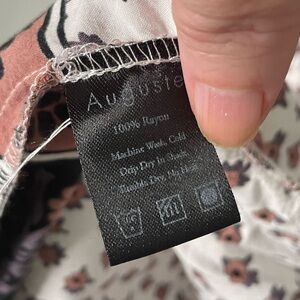 Auguste
100% Rayon
Machine Wash, Cold
Drip Dry in Shade
Tumble Dry, No Heat